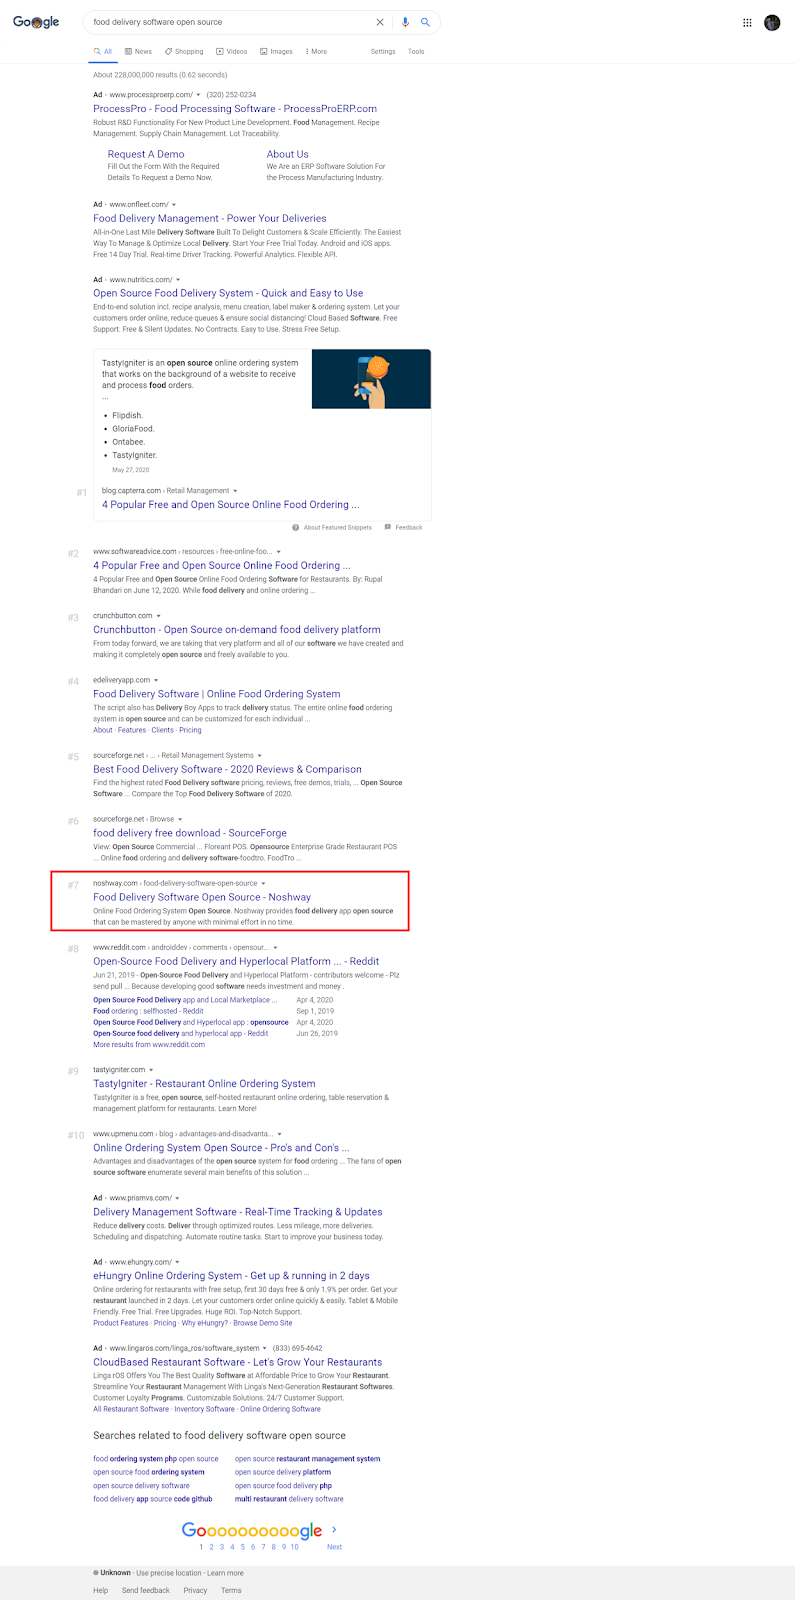 Google
food delivery software open source
All News Shopping Videos Images More Settings Tools
About 228,000,000 results (0.62 seconds)
Ad · www.processproerp.com/ (320) 252-0234
ProcessPro - Food Processing Software - ProcessProERP.com
Robust R&D Functionality For New Product Line Development. Food Management. Recipe
Management. Supply Chain Management. Lot Traceability.
Request A Demo About Us
Fill Out the Form With the Required We Are an ERP Software Solution For
Details To Request a Demo Now. the Process Manufacturing Industry.
Ad · www.onfleet.com/
Food Delivery Management - Power Your Deliveries
All-in-One Last Mile Delivery Software Built To Delight Customers & Scale Efficiently. The Easiest
Way To Manage & Optimize Local Delivery. Start Your Free Trial Today. Android and iOS apps.
Free 14 Day Trial. Real-time Driver Tracking. Powerful Analytics. Flexible API.
Ad · www.nutritics.com/
Open Source Food Delivery System - Quick and Easy to Use
End-to-end solution incl. recipe analysis, menu creation, label maker & ordering system. Let your
customers order online, reduce queues & ensure social distancing! Cloud Based Software. Free
Support. Free & Silent Updates. No Contracts. Easy to Use. Stress Free Setup.
TastyIgniter is an open source online ordering system
that works on the background of a website to receive
and process food orders.
...
• Flipdish.
• GloriaFood.
• Ontabee.
• TastyIgniter.
May 27, 2020
#1 blog.capterra.com › Retail Management
4 Popular Free and Open Source Online Food Ordering ...
About Featured Snippets Feedback
#2 www.softwareadvice.com › resources › free-online-foo...
4 Popular Free and Open Source Online Food Ordering ...
4 Popular Free and Open Source Online Food Ordering Software for Restaurants. By: Rupal
Bhandari on June 12, 2020. While food delivery and online ordering ...
#3 crunchbutton.com
Crunchbutton - Open Source on-demand food delivery platform
From today forward, we are taking that very platform and all of our software we have created and
making it completely open source and freely available to you.
#4 edeliveryapp.com
Food Delivery Software | Online Food Ordering System
The script also has Delivery Boy Apps to track delivery status. The entire online food ordering
system is open source and can be customized for each individual ...
About · Features · Clients · Pricing
#5 sourceforge.net › ... › Retail Management Systems
Best Food Delivery Software - 2020 Reviews & Comparison
Find the highest rated Food Delivery software pricing, reviews, free demos, trials, ... Open Source
Software ... Compare the Top Food Delivery Software of 2020.
#6 sourceforge.net › Browse
food delivery free download - SourceForge
View: Open Source Commercial ... Floreant POS. Opensource Enterprise Grade Restaurant POS
... Online food ordering and delivery software-foodtro. FoodTro ...
#7 noshway.com › food-delivery-software-open-source
Food Delivery Software Open Source - Noshway
Online Food Ordering System Open Source. Noshway provides food delivery app open source
that can be mastered by anyone with minimal effort in no time.
#8 www.reddit.com › androiddev › comments › opensour...
Open-Source Food Delivery and Hyperlocal Platform ... - Reddit
Jun 21, 2019 - Open-Source Food Delivery and Hyperlocal Platform - contributors welcome - Plz
send pull ... Because developing good software needs investment and money .
Open Source Food Delivery app and Local Marketplace ... Apr 4, 2020
Food ordering : selfhosted - Reddit Sep 1, 2019
Open Source Food Delivery and Hyperlocal app : opensource Apr 4, 2020
Open-Source food delivery and hyperlocal app - Reddit Jun 26, 2019
More results from www.reddit.com
#9 tastyigniter.com
TastyIgniter - Restaurant Online Ordering System
TastyIgniter is a free, open source, self-hosted restaurant online ordering, table reservation &
management platform for restaurants. Learn More!
#10 www.upmenu.com › blog › advantages-and-disadvanta...
Online Ordering System Open Source - Pro's and Con's ...
Advantages and disadvantages of the open source system for food ordering ... The fans of open
source software enumerate several main benefits of this solution ...
Ad · www.prismvs.com/
Delivery Management Software - Real-Time Tracking & Updates
Reduce delivery costs. Deliver through optimized routes. Less mileage, more deliveries.
Scheduling and dispatching. Automate routine tasks. Start to improve your business today.
Ad · www.ehungry.com/
eHungry Online Ordering System - Get up & running in 2 days
Online ordering for restaurants with free setup, first 30 days free & only 1.9% per order. Get your
restaurant launched in 2 days. Let your customers order online quickly & easily. Tablet & Mobile
Friendly. Free Trial. Free Upgrades. Huge ROI. Top-Notch Support.
Product Features · Pricing · Why eHungry? · Browse Demo Site
Ad · www.lingaros.com/linga_ros/software_system (833) 695-4642
CloudBased Restaurant Software - Let's Grow Your Restaurants
Linga rOS Offers You The Best Quality Software at Affordable Price to Grow Your Restaurant.
Streamline Your Restaurant Management With Linga's Next-Generation Restaurant Softwares.
Customer Loyalty Programs. Customizable Solutions. 24/7 Customer Support.
All Restaurant Software · Inventory Software · Online Ordering Software
Searches related to food delivery software open source
food ordering system php open source open source restaurant management system
open source food ordering system open source delivery platform
open source delivery software open source food delivery php
food delivery app source code github multi restaurant delivery software
Goooooooooogle
1 2 3 4 5 6 7 8 9 10 Next
Unknown - Use precise location - Learn more
Help Send feedback Privacy Terms